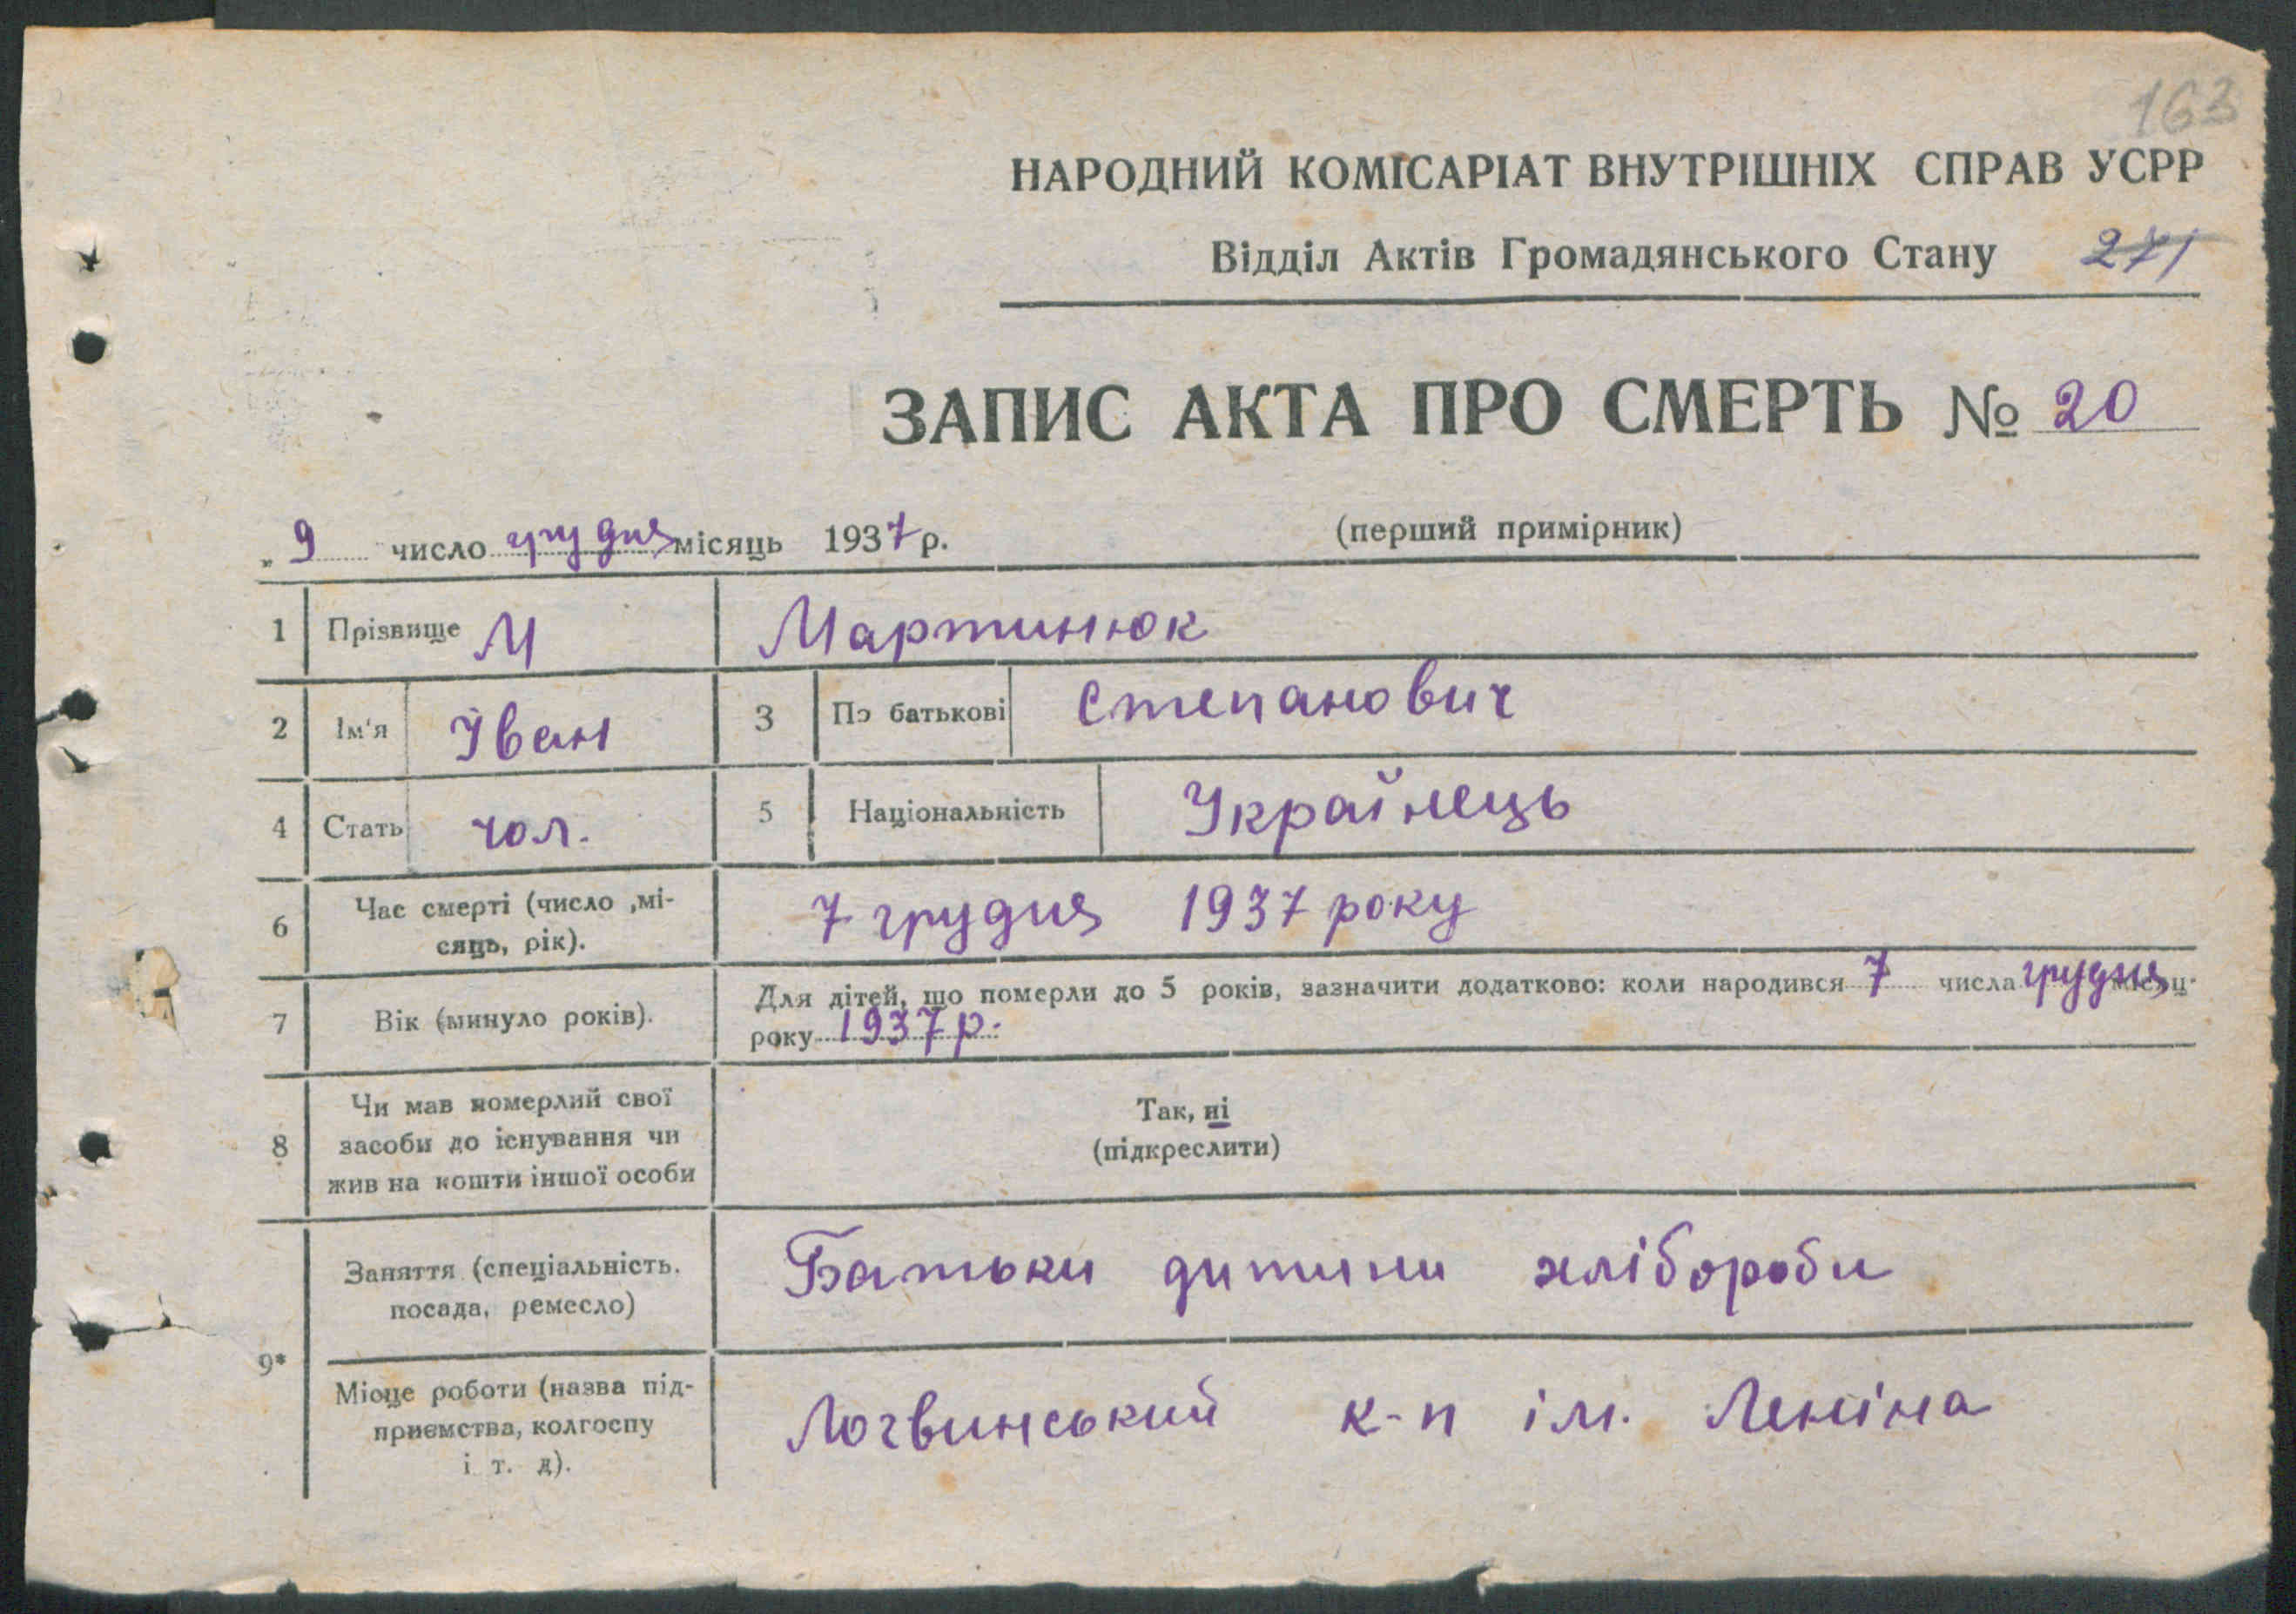 163
НАРОДНИЙ КОМІСАРІАТ ВНУТРІШНІХ СПРАВ УСРР
Відділ Актів Громадянського Стану 271
ЗАПИС АКТА ПРО СМЕРТЬ № 20
„ 9 число грудня місяць 1937 р. (перший примірник)
1 Прізвище М Мартинюк
2 Ім'я Іван 3 По батькові Степанович
4 Стать чол. 5 Національність Українець
6 Час смерті (число ,мі-
сяць, рік). 7 грудня 1937 року
7 Вік (минуло років). Для дітей, що померли до 5 років, зазначити додатково: коли народився 7 числа грудня місяц.
року 1937 р.
8 Чи мав померлий свої
засоби до існування чи
жив на кошти іншої особи
Так, ні
(підкреслити)
9*
Заняття (спеціальність.
посада, ремесло)
Батьки дитини хлібороби
Місце роботи (назва під-
приємства, колгоспу
і т. д).
Логвинський к-п ім. Леніна